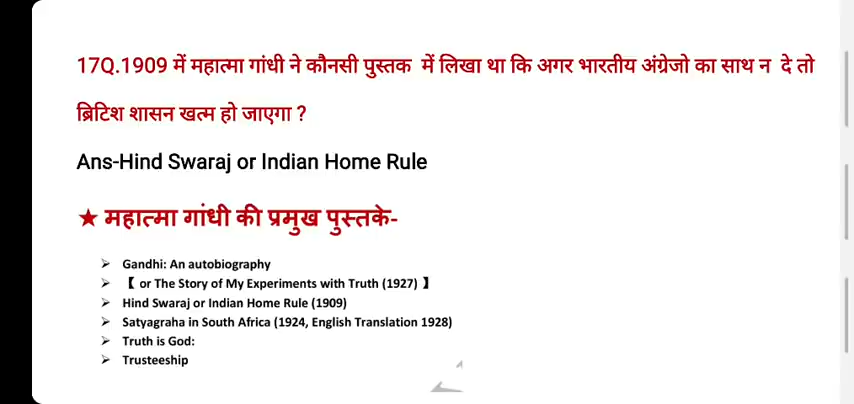 17Q.1909 में महात्मा गांधी ने कौनसी पुस्तक में लिखा था कि अगर भारतीय अंग्रेजो का साथ न दे तो
ब्रिटिश शासन खत्म हो जाएगा ?
Ans-Hind Swaraj or Indian Home Rule
★ महात्मा गांधी की प्रमुख पुस्तके-
➢ Gandhi: An autobiography
➢ 【 or The Story of My Experiments with Truth (1927) 】
➢ Hind Swaraj or Indian Home Rule (1909)
➢ Satyagraha in South Africa (1924, English Translation 1928)
➢ Truth is God:
➢ Trusteeship